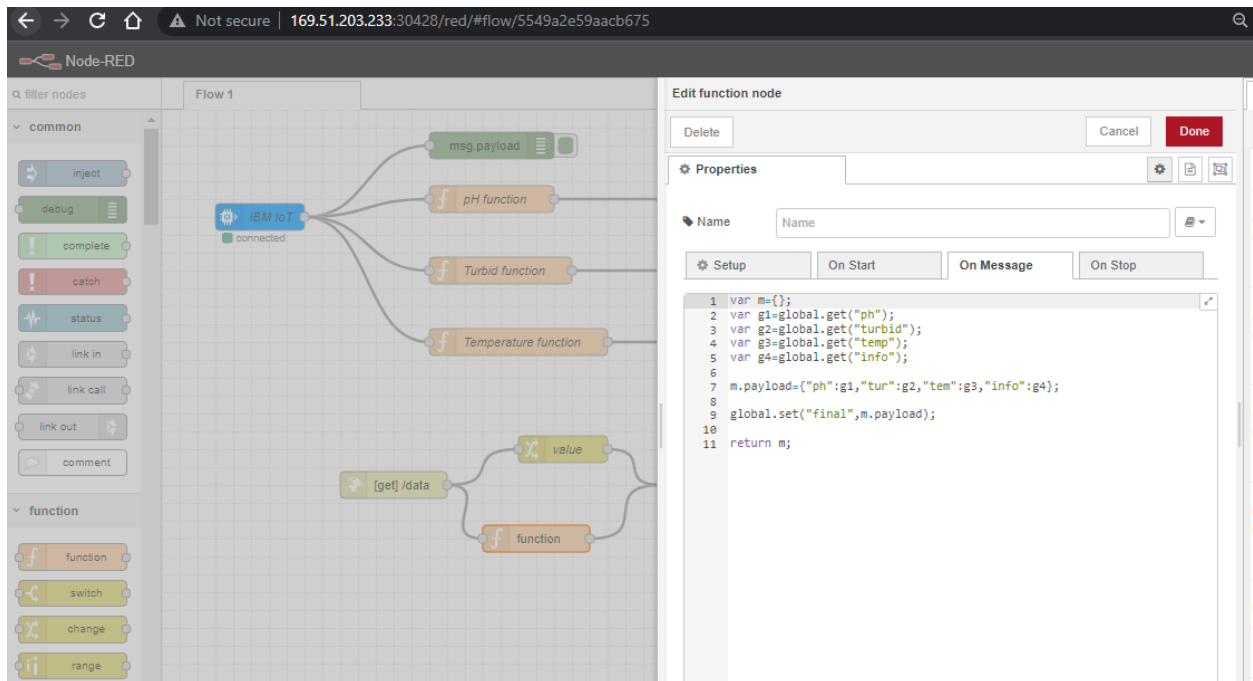 Not secure | 169.51.203.233:30428/red/#flow/5549a2e59aacb675
Node-RED
filter nodes
common
inject
debug
complete
catch
status
link in
link call
link out
comment
function
function
switch
change
range
Flow 1
msg.payload
IBM IoT
connected
pH function
Turbid function
Temperature function
value
[get] /data
function
Edit function node
Delete
Cancel
Done
Properties
Name
Name
Setup
On Start
On Message
On Stop
1 var m={};
2 var g1=global.get("ph");
3 var g2=global.get("turbid");
4 var g3=global.get("temp");
5 var g4=global.get("info");
6
7 m.payload={"ph":g1,"tur":g2,"tem":g3,"info":g4};
8
9 global.set("final",m.payload);
10
11 return m;